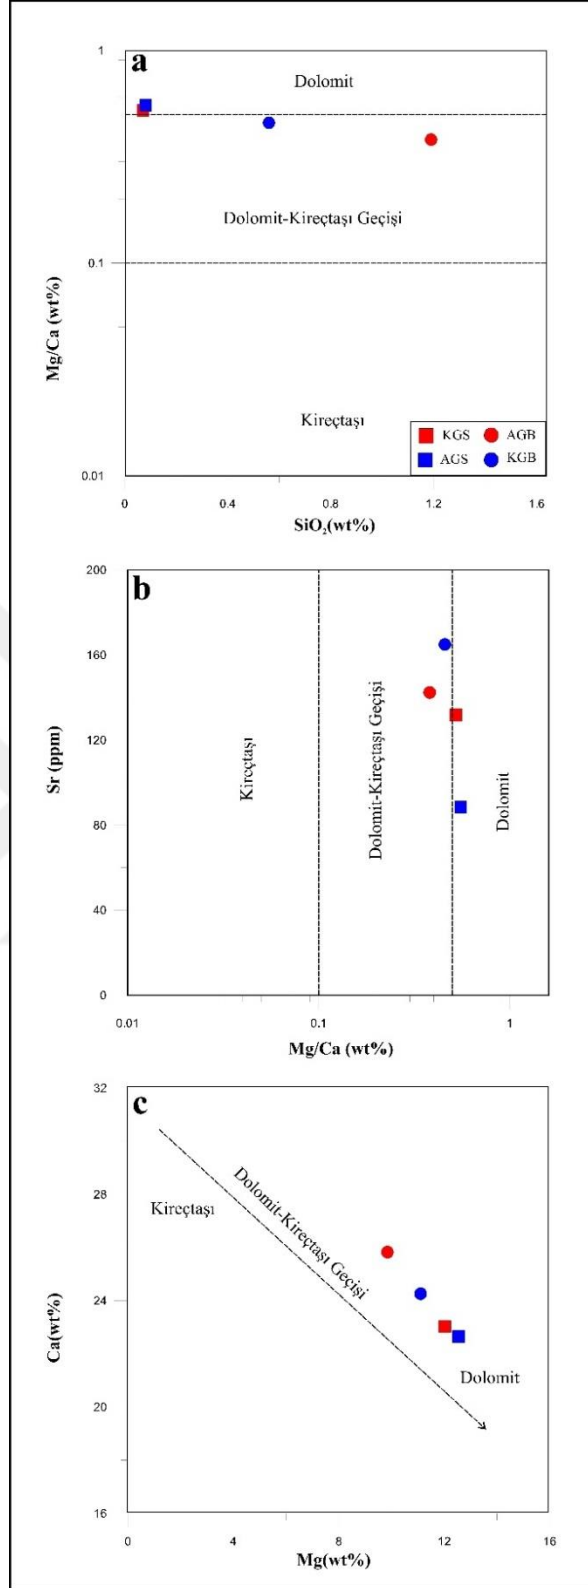 a
1
Dolomit
Dolomit-Kireçtaşı Geçişi
0.1
Mg/Ca (wt%)
Kireçtaşı
KGS AGB
AGS KGB
0.01
0 0.4 0.8 1.2 1.6
SiO₂(wt%)
b
200
160
120
80
40
0
Sr (ppm)
Kireçtaşı
Dolomit-Kireçtaşı Geçişi
Dolomit
0.01 0.1 1
Mg/Ca (wt%)
c
32
28
24
20
16
Ca(wt%)
Kireçtaşı
Dolomit-Kireçtaşı Geçişi
Dolomit
0 4 8 12 16
Mg(wt%)